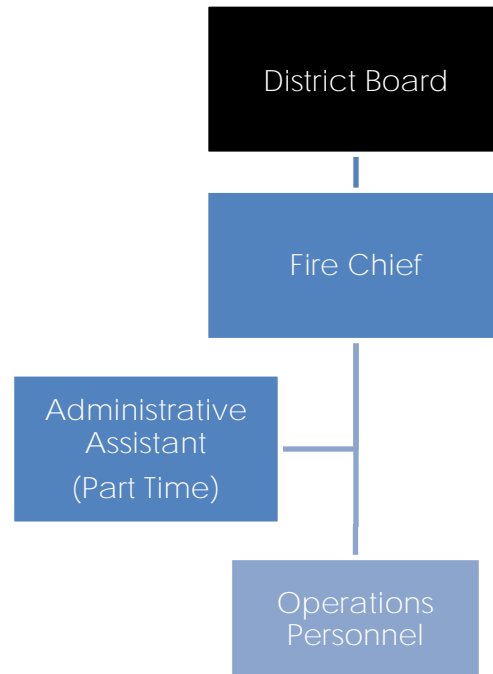 District Board
Fire Chief
Administrative
Assistant
(Part Time)
Operations
Personnel